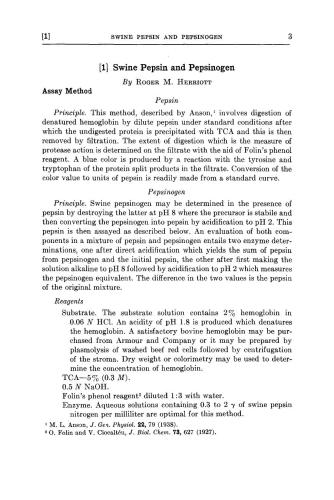 [1] SWINE PEPSIN AND PEPSINOGEN 3
[1] Swine Pepsin and Pepsinogen
By ROGER M. HERRIOTT
Assay Method
Pepsin
Principle. This method, described by Anson,¹ involves digestion of
denatured hemoglobin by dilute pepsin under standard conditions after
which the undigested protein is precipitated with TCA and this is then
removed by filtration. The extent of digestion which is the measure of
protease action is determined on the filtrate with the aid of Folin's phenol
reagent. A blue color is produced by a reaction with the tyrosine and
tryptophan of the protein split products in the filtrate. Conversion of the
color value to units of pepsin is readily made from a standard curve.
Pepsinogen
Principle. Swine pepsinogen may be determined in the presence of
pepsin by destroying the latter at pH 8 where the precursor is stable and
then converting the pepsinogen into pepsin by acidification to pH 2. This
pepsin is then assayed as described below. An evaluation of both com-
ponents in a mixture of pepsin and pepsinogen entails two enzyme deter-
minations, one after direct acidification which yields the sum of pepsin
from pepsinogen and the initial pepsin, the other after first making the
solution alkaline to pH 8 followed by acidification to pH 2 which measures
the pepsinogen equivalent. The difference in the two values is the pepsin
of the original mixture.
Reagents
Substrate. The substrate solution contains 2% hemoglobin in
0.06 N HCl. An acidity of pH 1.8 is produced which denatures
the hemoglobin. A satisfactory bovine hemoglobin may be pur-
chased from Armour and Company or it may be prepared by
plasmolysis of washed beef red cells followed by centrifugation
of the stroma. Dry weight or colorimetry may be used to deter-
mine the concentration of hemoglobin.
TCA—5% (0.3 M).
0.5 N NaOH.
Folin's phenol reagent² diluted 1:3 with water.
Enzyme. Aqueous solutions containing 0.3 to 2 γ of swine pepsin
nitrogen per milliliter are optimal for this method.
¹ M. L. Anson, J. Gen. Physiol. 22, 79 (1938).
² O. Folin and V. Ciocaltéu, J. Biol. Chem. 73, 627 (1927).